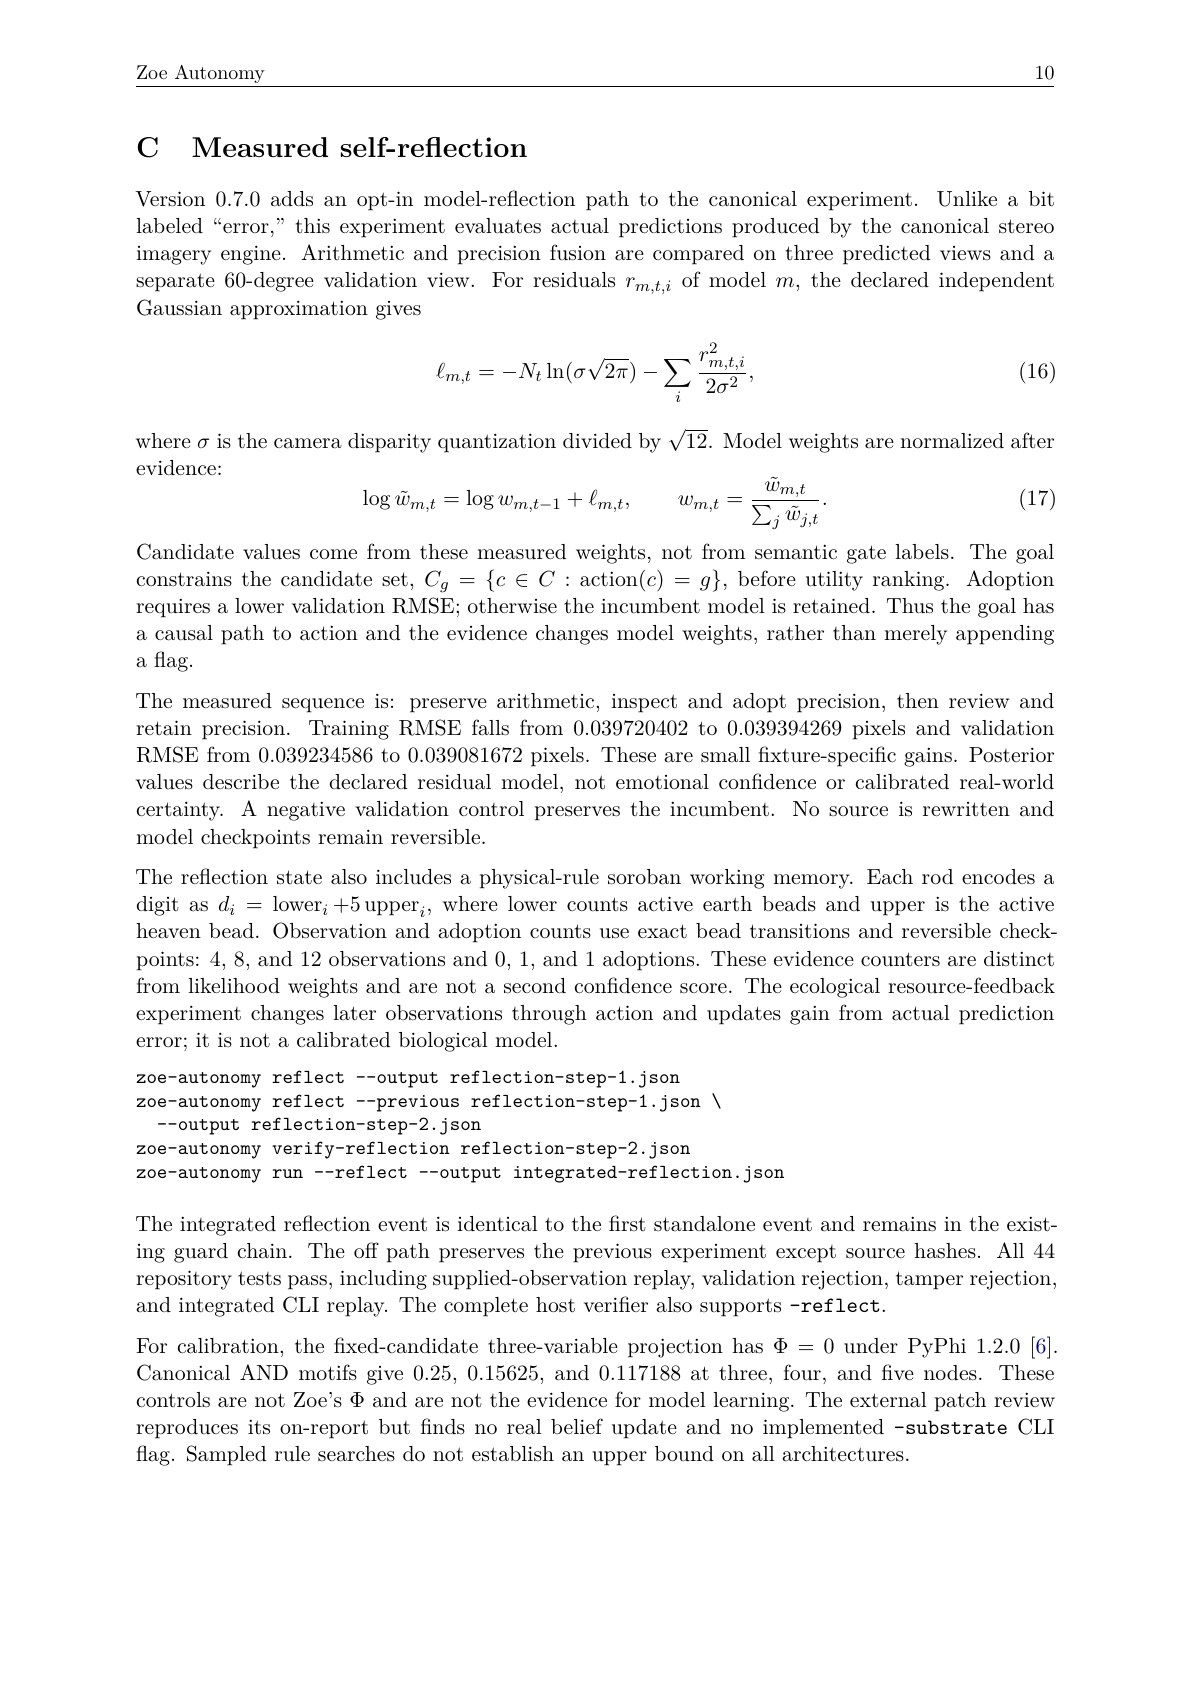 Zoe Autonomy 10
C Measured self-reflection
Version 0.7.0 adds an opt-in model-reflection path to the canonical experiment. Unlike a bit
labeled “error,” this experiment evaluates actual predictions produced by the canonical stereo
imagery engine. Arithmetic and precision fusion are compared on three predicted views and a
separate 60-degree validation view. For residuals r_{m,t,i} of model m, the declared independent
Gaussian approximation gives
ℓ_{m,t} = −N_t ln(σ√2π) − ∑_i r²_{m,t,i} / 2σ², (16)
where σ is the camera disparity quantization divided by √12. Model weights are normalized after
evidence:
log w̃_{m,t} = log w_{m,t−1} + ℓ_{m,t}, w_{m,t} = w̃_{m,t} / ∑_j w̃_{j,t}. (17)
Candidate values come from these measured weights, not from semantic gate labels. The goal
constrains the candidate set, C_g = {c ∈ C : action(c) = g}, before utility ranking. Adoption
requires a lower validation RMSE; otherwise the incumbent model is retained. Thus the goal has
a causal path to action and the evidence changes model weights, rather than merely appending
a flag.
The measured sequence is: preserve arithmetic, inspect and adopt precision, then review and
retain precision. Training RMSE falls from 0.039720402 to 0.039394269 pixels and validation
RMSE from 0.039234586 to 0.039081672 pixels. These are small fixture-specific gains. Posterior
values describe the declared residual model, not emotional confidence or calibrated real-world
certainty. A negative validation control preserves the incumbent. No source is rewritten and
model checkpoints remain reversible.
The reflection state also includes a physical-rule soroban working memory. Each rod encodes a
digit as d_i = lower_i + 5 upper_i, where lower counts active earth beads and upper is the active
heaven bead. Observation and adoption counts use exact bead transitions and reversible check-
points: 4, 8, and 12 observations and 0, 1, and 1 adoptions. These evidence counters are distinct
from likelihood weights and are not a second confidence score. The ecological resource-feedback
experiment changes later observations through action and updates gain from actual prediction
error; it is not a calibrated biological model.
zoe-autonomy reflect --output reflection-step-1.json
zoe-autonomy reflect --previous reflection-step-1.json \
--output reflection-step-2.json
zoe-autonomy verify-reflection reflection-step-2.json
zoe-autonomy run --reflect --output integrated-reflection.json
The integrated reflection event is identical to the first standalone event and remains in the exist-
ing guard chain. The off path preserves the previous experiment except source hashes. All 44
repository tests pass, including supplied-observation replay, validation rejection, tamper rejection,
and integrated CLI replay. The complete host verifier also supports -reflect.
For calibration, the fixed-candidate three-variable projection has Φ = 0 under PyPhi 1.2.0 [6].
Canonical AND motifs give 0.25, 0.15625, and 0.117188 at three, four, and five nodes. These
controls are not Zoe’s Φ and are not the evidence for model learning. The external patch review
reproduces its on-report but finds no real belief update and no implemented -substrate CLI
flag. Sampled rule searches do not establish an upper bound on all architectures.